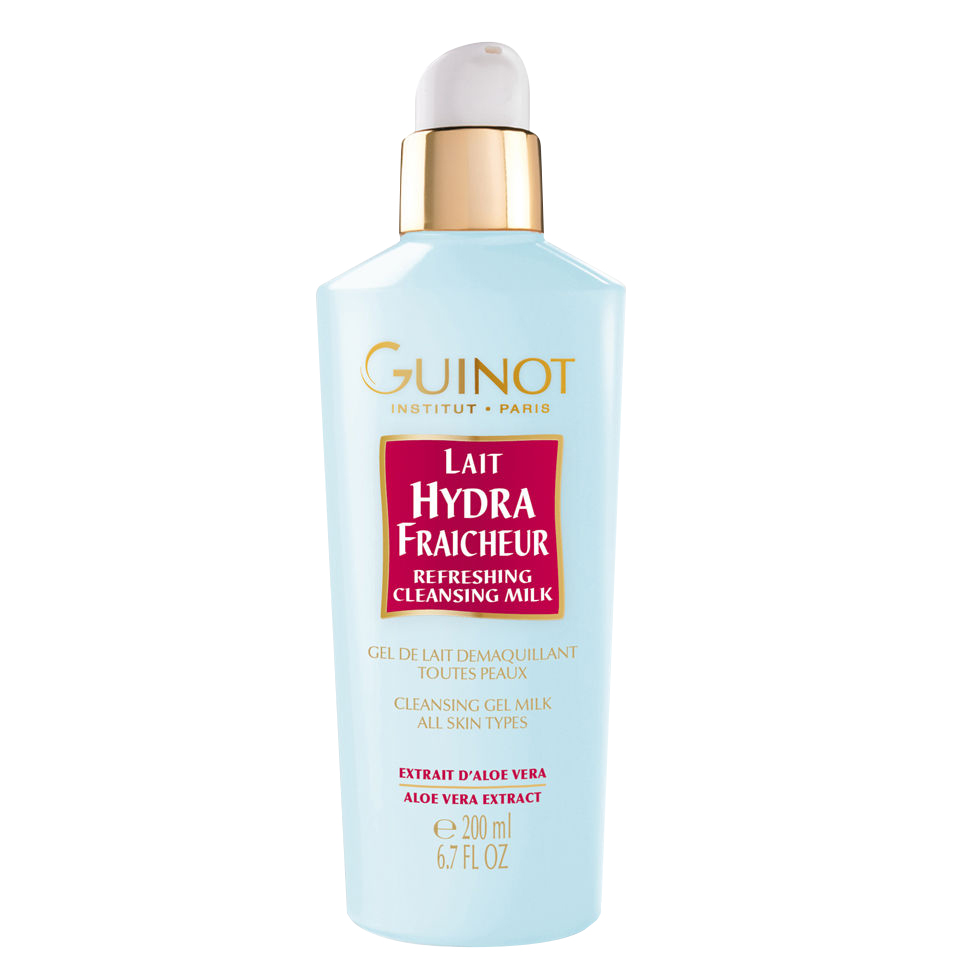 GUINOT
INSTITUT • PARIS
LAIT
HYDRA
FRAICHEUR
REFRESHING
CLEANSING MILK
GEL DE LAIT DEMAQUILLANT
TOUTES PEAUX
CLEANSING GEL MILK
ALL SKIN TYPES
EXTRAIT D'ALOE VERA
ALOE VERA EXTRACT
℮ 200 ml
6.7 FL OZ